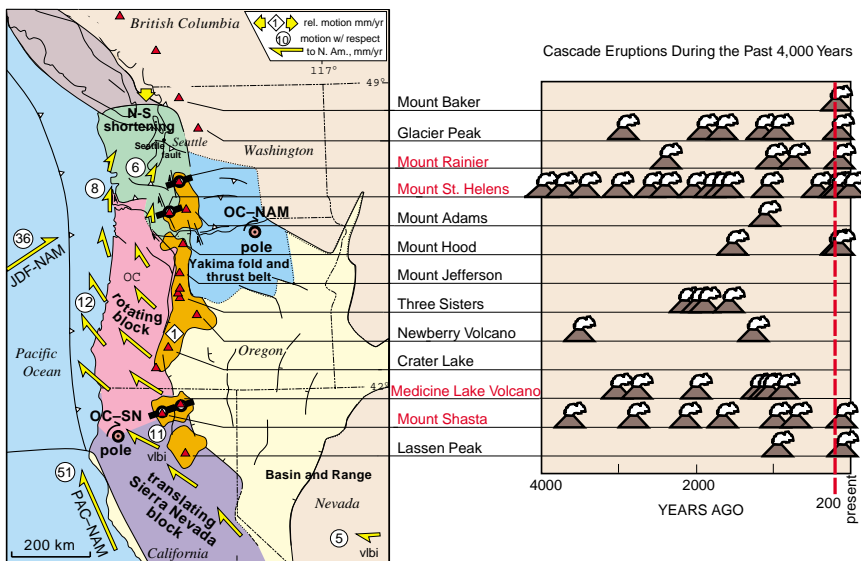 British Columbia
1
rel. motion mm/yr
10
motion w/ respect
to N. Am., mm/yr
117°
49°
N-S
shortening
Seattle
Seattle
fault
Washington
6
8
36
JDF-NAM
OC–NAM
pole
Yakima fold and
thrust belt
OC
12
rotating
block
1
Oregon
Pacific
Ocean
42°
OC–SN
pole
11
vlbi
51
PAC–NAM
translating
Sierra Nevada
block
Basin and Range
Nevada
5
vlbi
200 km
California
Cascade Eruptions During the Past 4,000 Years
Mount Baker
Glacier Peak
Mount Rainier
Mount St. Helens
Mount Adams
Mount Hood
Mount Jefferson
Three Sisters
Newberry Volcano
Crater Lake
Medicine Lake Volcano
Mount Shasta
Lassen Peak
4000
2000
200
present
YEARS AGO